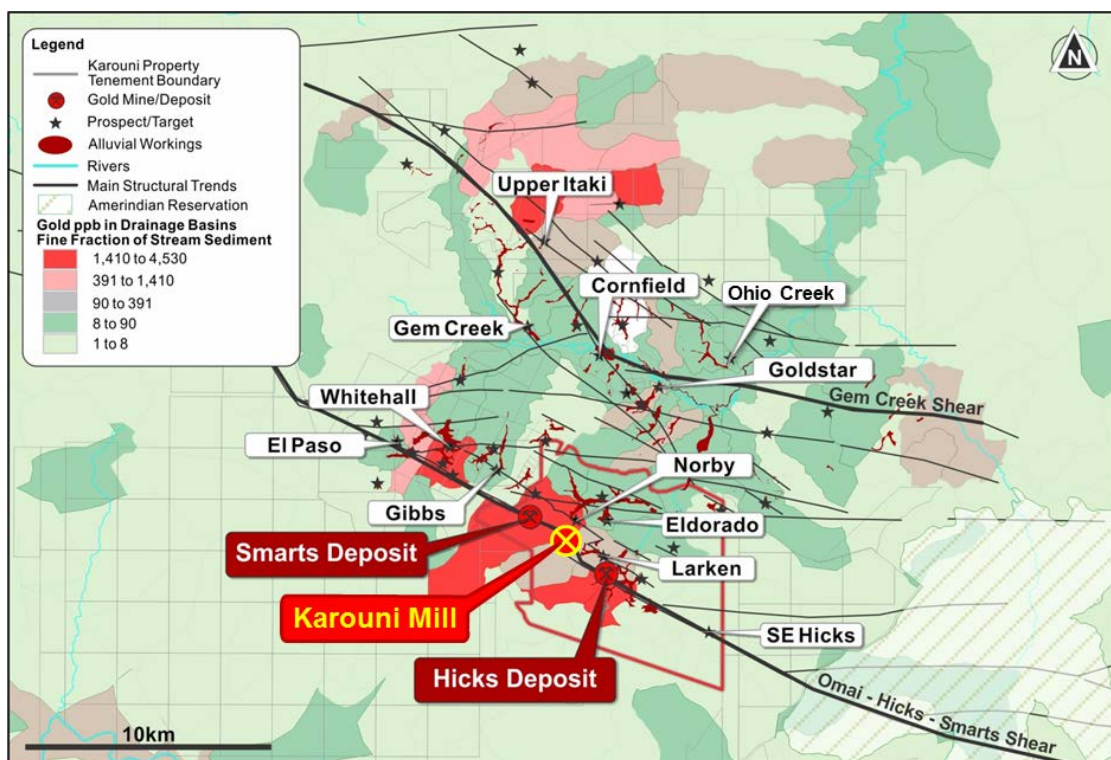 Legend
Karouni Property
Tenement Boundary
Gold Mine/Deposit
Prospect/Target
Alluvial Workings
Rivers
Main Structural Trends
Amerindian Reservation
Gold ppb in Drainage Basins
Fine Fraction of Stream Sediment
1,410 to 4,530
391 to 1,410
90 to 391
8 to 90
1 to 8
N
Upper Itaki
Cornfield
Ohio Creek
Gem Creek
Goldstar
Whitehall
Gem Creek Shear
El Paso
Norby
Gibbs
Eldorado
Smarts Deposit
Larken
Karouni Mill
SE Hicks
Hicks Deposit
Omai - Hicks - Smarts Shear
10km